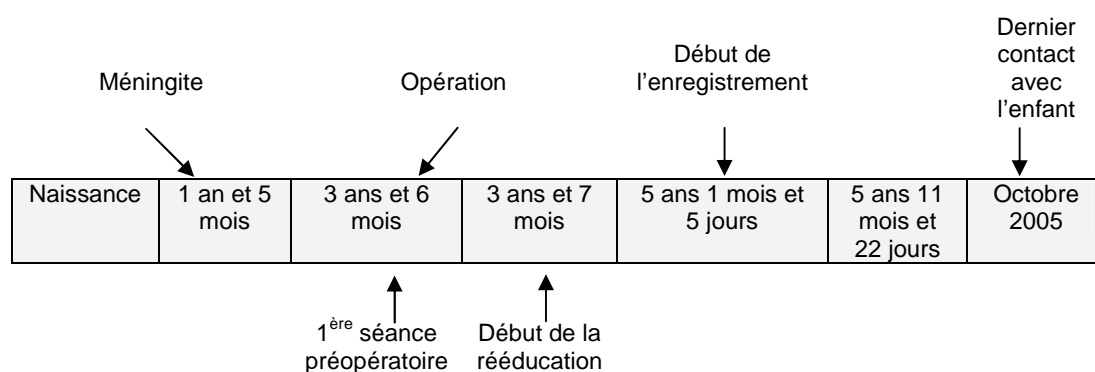 Méningite
Opération
Début de
l’enregistrement
Dernier
contact
avec
l’enfant
Naissance
1 an et 5
mois
3 ans et 6
mois
3 ans et 7
mois
5 ans 1 mois et
5 jours
5 ans 11
mois et
22 jours
Octobre
2005
1ère séance
préopératoire
Début de la
rééducation